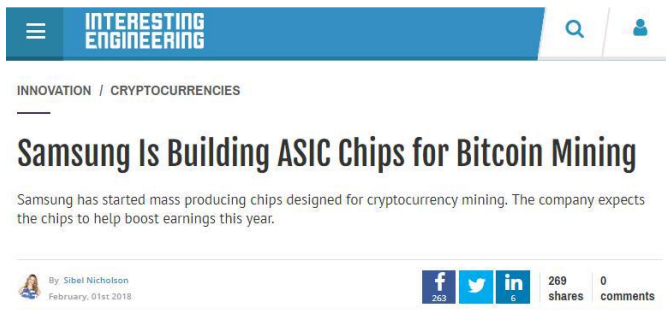 INTERESTING
ENGINEERING
INNOVATION / CRYPTOCURRENCIES
Samsung Is Building ASIC Chips for Bitcoin Mining
Samsung has started mass producing chips designed for cryptocurrency mining. The company expects
the chips to help boost earnings this year.
By Sibel Nicholson
February, 01st 2018
f
263
in
6
269
shares
0
comments